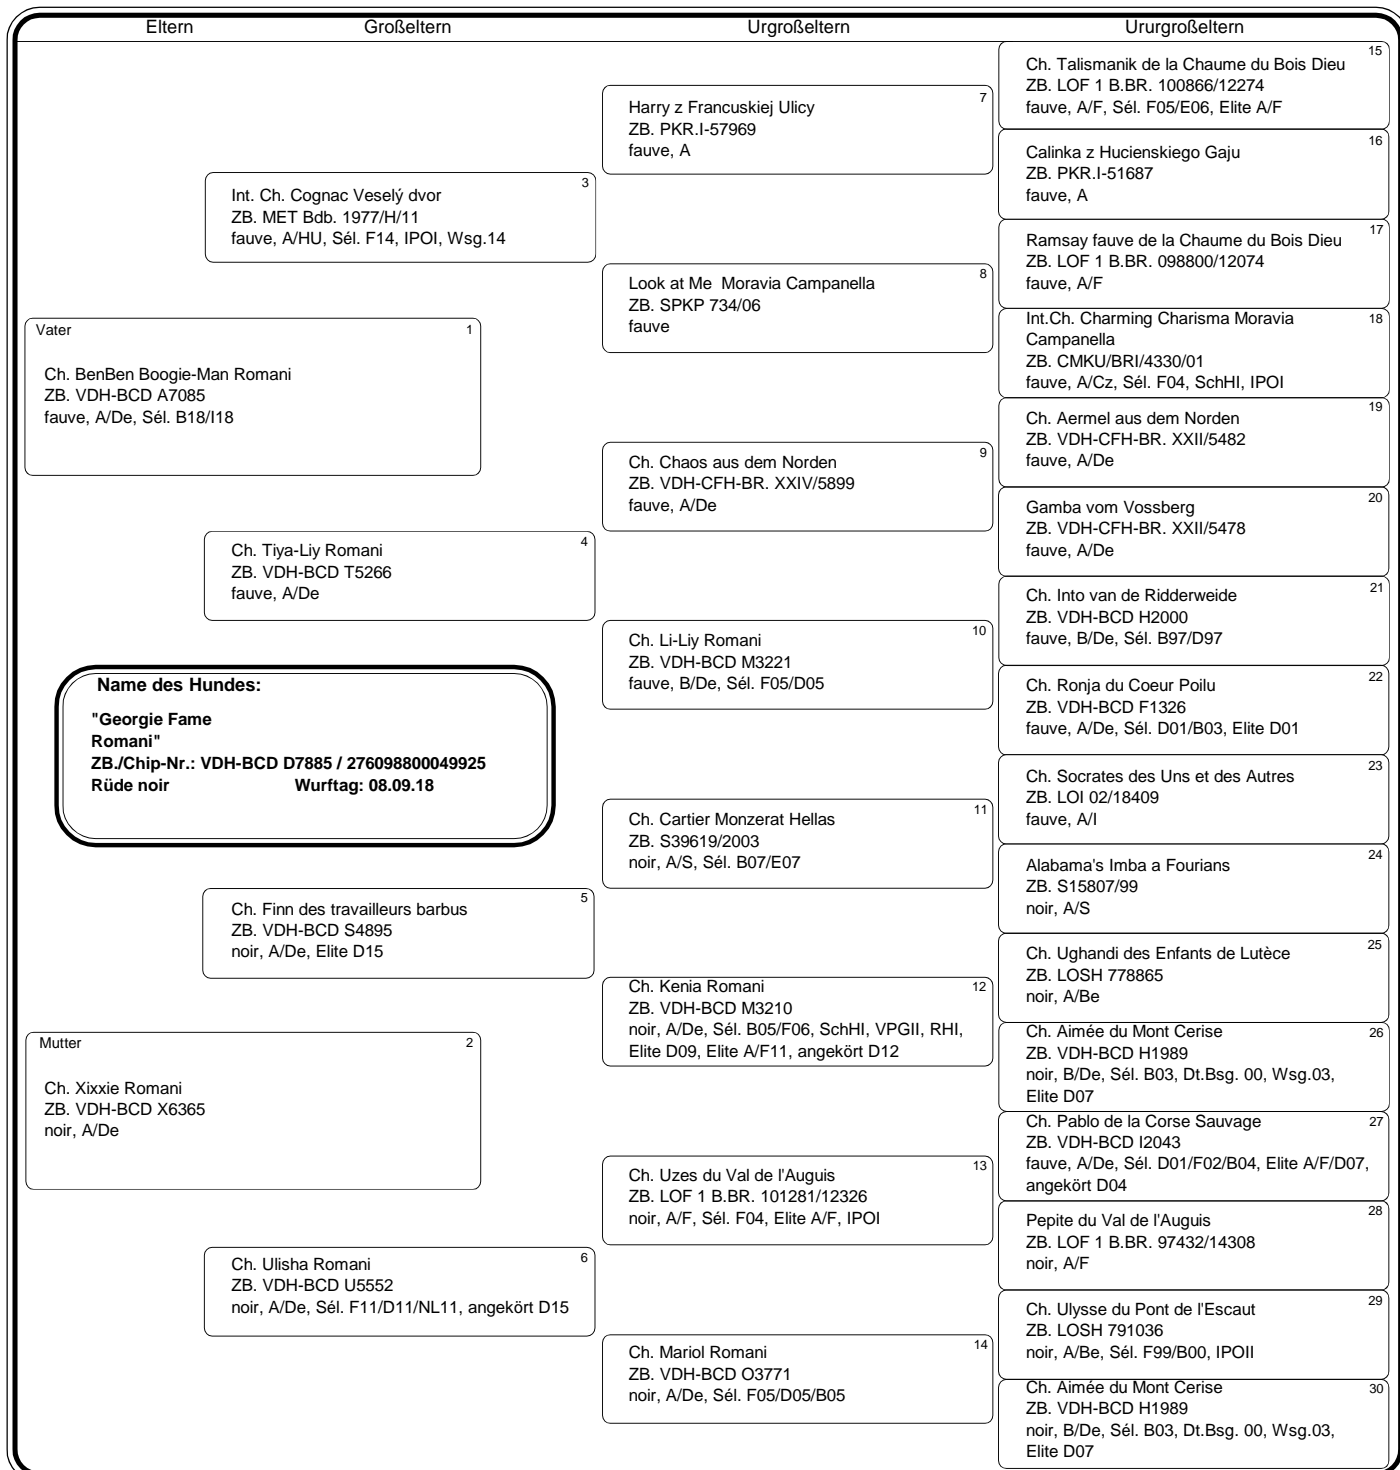 Eltern Großeltern Urgroßeltern Ururgroßeltern
Vater 1
Ch. BenBen Boogie-Man Romani
ZB. VDH-BCD A7085
fauve, A/De, Sél. B18/I18
Name des Hundes:
"Georgie Fame
Romani"
ZB./Chip-Nr.: VDH-BCD D7885 / 276098800049925
Rüde noir Wurftag: 08.09.18
Mutter 2
Ch. Xixxie Romani
ZB. VDH-BCD X6365
noir, A/De
3
Int. Ch. Cognac Veselý dvor
ZB. MET Bdb. 1977/H/11
fauve, A/HU, Sél. F14, IPOI, Wsg.14
4
Ch. Tiya-Liy Romani
ZB. VDH-BCD T5266
fauve, A/De
5
Ch. Finn des travailleurs barbus
ZB. VDH-BCD S4895
noir, A/De, Elite D15
6
Ch. Ulisha Romani
ZB. VDH-BCD U5552
noir, A/De, Sél. F11/D11/NL11, angekört D15
7
Harry z Francuskiej Ulicy
ZB. PKR.I-57969
fauve, A
8
Look at Me Moravia Campanella
ZB. SPKP 734/06
fauve
9
Ch. Chaos aus dem Norden
ZB. VDH-CFH-BR. XXIV/5899
fauve, A/De
10
Ch. Li-Liy Romani
ZB. VDH-BCD M3221
fauve, B/De, Sél. F05/D05
11
Ch. Cartier Monzerat Hellas
ZB. S39619/2003
noir, A/S, Sél. B07/E07
12
Ch. Kenia Romani
ZB. VDH-BCD M3210
noir, A/De, Sél. B05/F06, SchHI, VPGII, RHI,
Elite D09, Elite A/F11, angekört D12
13
Ch. Uzes du Val de l'Auguis
ZB. LOF 1 B.BR. 101281/12326
noir, A/F, Sél. F04, Elite A/F, IPOI
14
Ch. Mariol Romani
ZB. VDH-BCD O3771
noir, A/De, Sél. F05/D05/B05
15
Ch. Talismanik de la Chaume du Bois Dieu
ZB. LOF 1 B.BR. 100866/12274
fauve, A/F, Sél. F05/E06, Elite A/F
16
Calinka z Hucienskiego Gaju
ZB. PKR.I-51687
fauve, A
17
Ramsay fauve de la Chaume du Bois Dieu
ZB. LOF 1 B.BR. 098800/12074
fauve, A/F
18
Int.Ch. Charming Charisma Moravia
Campanella
ZB. CMKU/BRI/4330/01
fauve, A/Cz, Sél. F04, SchHI, IPOI
19
Ch. Aermel aus dem Norden
ZB. VDH-CFH-BR. XXII/5482
fauve, A/De
20
Gamba vom Vossberg
ZB. VDH-CFH-BR. XXII/5478
fauve, A/De
21
Ch. Into van de Ridderweide
ZB. VDH-BCD H2000
fauve, B/De, Sél. B97/D97
22
Ch. Ronja du Coeur Poilu
ZB. VDH-BCD F1326
fauve, A/De, Sél. D01/B03, Elite D01
23
Ch. Socrates des Uns et des Autres
ZB. LOI 02/18409
fauve, A/I
24
Alabama's Imba a Fourians
ZB. S15807/99
noir, A/S
25
Ch. Ughandi des Enfants de Lutèce
ZB. LOSH 778865
noir, A/Be
26
Ch. Aimée du Mont Cerise
ZB. VDH-BCD H1989
noir, B/De, Sél. B03, Dt.Bsg. 00, Wsg.03,
Elite D07
27
Ch. Pablo de la Corse Sauvage
ZB. VDH-BCD I2043
fauve, A/De, Sél. D01/F02/B04, Elite A/F/D07,
angekört D04
28
Pepite du Val de l'Auguis
ZB. LOF 1 B.BR. 97432/14308
noir, A/F
29
Ch. Ulysse du Pont de l'Escaut
ZB. LOSH 791036
noir, A/Be, Sél. F99/B00, IPOII
30
Ch. Aimée du Mont Cerise
ZB. VDH-BCD H1989
noir, B/De, Sél. B03, Dt.Bsg. 00, Wsg.03,
Elite D07